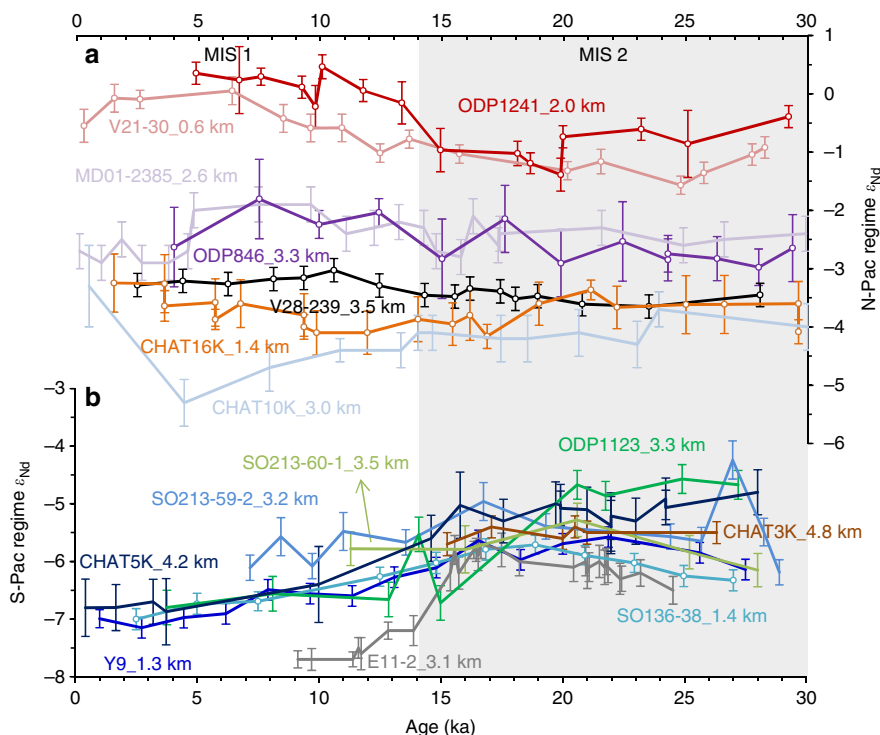 0 5 10 15 20 25 30
a
MIS 1
MIS 2
1
0
–1
–2
–3
–4
–5
–6
N-Pac regime εNd
ODP1241_2.0 km
V21-30_0.6 km
MD01-2385_2.6 km
ODP846_3.3 km
V28-239_3.5 km
CHAT16K_1.4 km
CHAT10K_3.0 km
b
–3
–4
–5
–6
–7
–8
S-Pac regime εNd
ODP1123_3.3 km
SO213-60-1_3.5 km
SO213-59-2_3.2 km
CHAT3K_4.8 km
CHAT5K_4.2 km
SO136-38_1.4 km
E11-2_3.1 km
Y9_1.3 km
0 5 10 15 20 25 30
Age (ka)